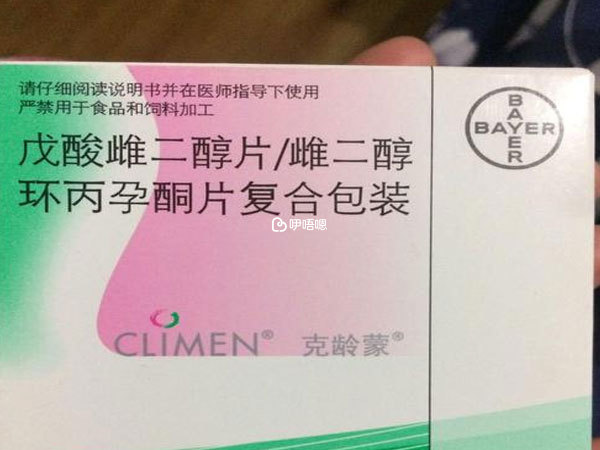 请仔细阅读说明书并在医师指导下使用
严禁用于食品和饲料加工
戊酸雌二醇片/雌二醇
环丙孕酮片复合包装
咿唔嗯
CLIMEN® 克龄蒙®
BAYER
BAYER